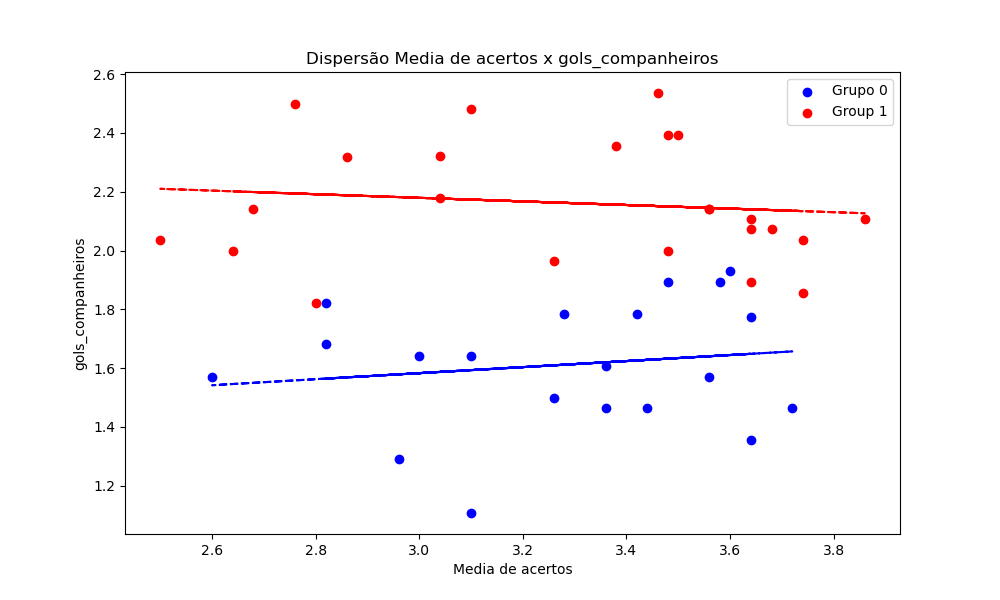 Dispersão Media de acertos x gols_companheiros
Grupo 0
Group 1
2.6
2.4
2.2
2.0
1.8
1.6
1.4
1.2
gols_companheiros
2.6 2.8 3.0 3.2 3.4 3.6 3.8
Media de acertos